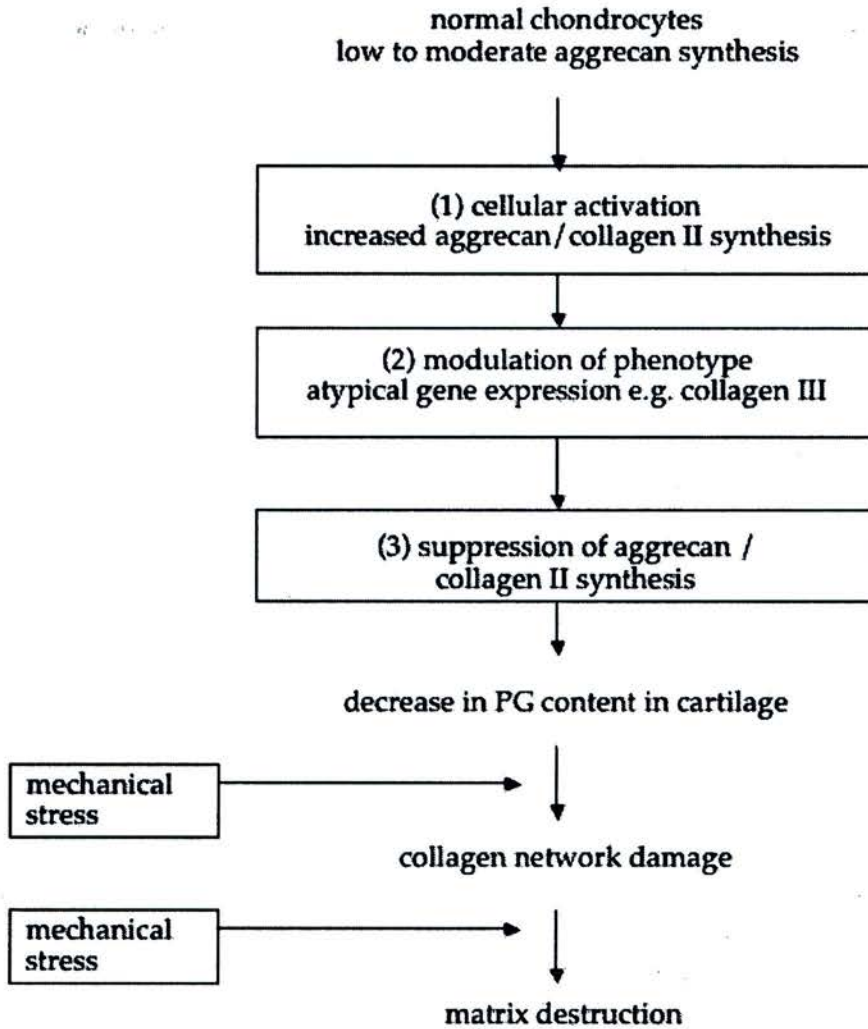 normal chondrocytes
low to moderate aggrecan synthesis
(1) cellular activation
increased aggrecan/collagen II synthesis
(2) modulation of phenotype
atypical gene expression e.g. collagen III
(3) suppression of aggrecan /
collagen II synthesis
decrease in PG content in cartilage
mechanical
stress
collagen network damage
mechanical
stress
matrix destruction